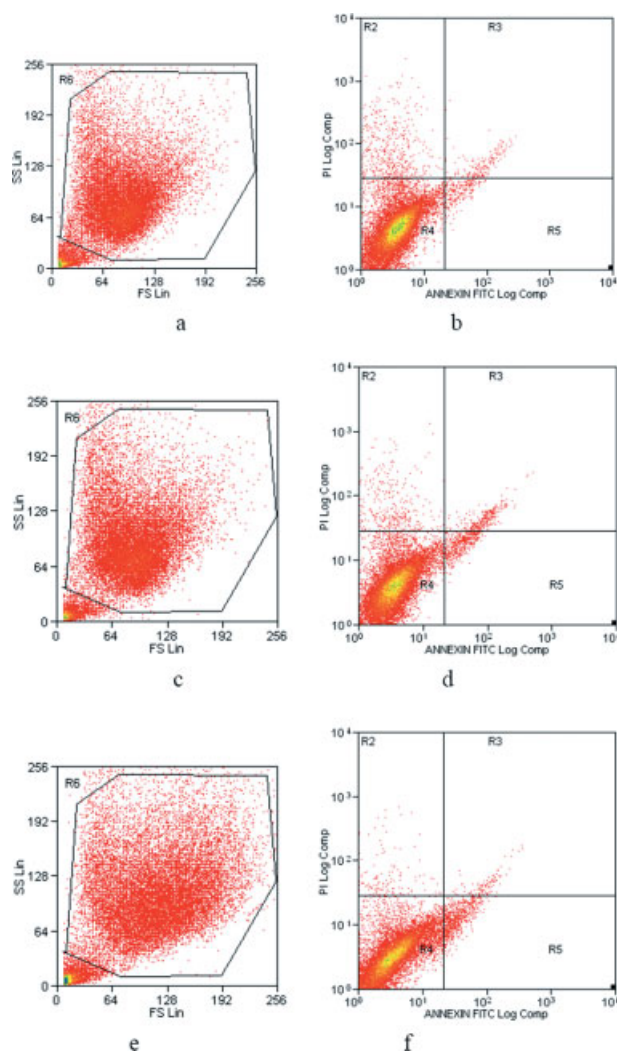 256
192
128
64
0
SS Lin
R6
0 64 128 192 256
FS Lin
a
10⁴
10³
10²
10¹
10⁰
PI Log Comp
R2 R3
R4 R5
10⁰ 10¹ 10² 10³ 10⁴
ANNEXIN FITC Log Comp
b
256
192
128
64
0
SS Lin
R6
0 64 128 192 256
FS Lin
c
10⁴
10³
10²
10¹
10⁰
PI Log Comp
R2 R3
R4 R5
10⁰ 10¹ 10² 10³ 10⁴
ANNEXIN FITC Log Comp
d
256
192
128
64
0
SS Lin
R6
0 64 128 192 256
FS Lin
e
10⁴
10³
10²
10¹
10⁰
PI Log Comp
R2 R3
R4 R5
10⁰ 10¹ 10² 10³ 10⁴
ANNEXIN FITC Log Comp
f